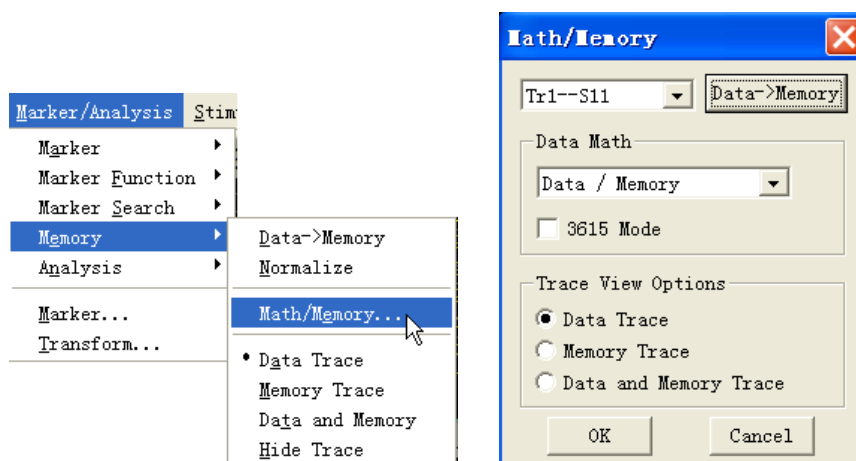 Marker/Analysis Stim
Marker
Marker Function
Marker Search
Memory
Analysis
Marker...
Transform...
Data->Memory
Normalize
Math/Memory...
Data Trace
Memory Trace
Data and Memory
Hide Trace
Math/Memory
Tr1--S11
Data->Memory
Data Math
Data / Memory
3615 Mode
Trace View Options
Data Trace
Memory Trace
Data and Memory Trace
OK Cancel